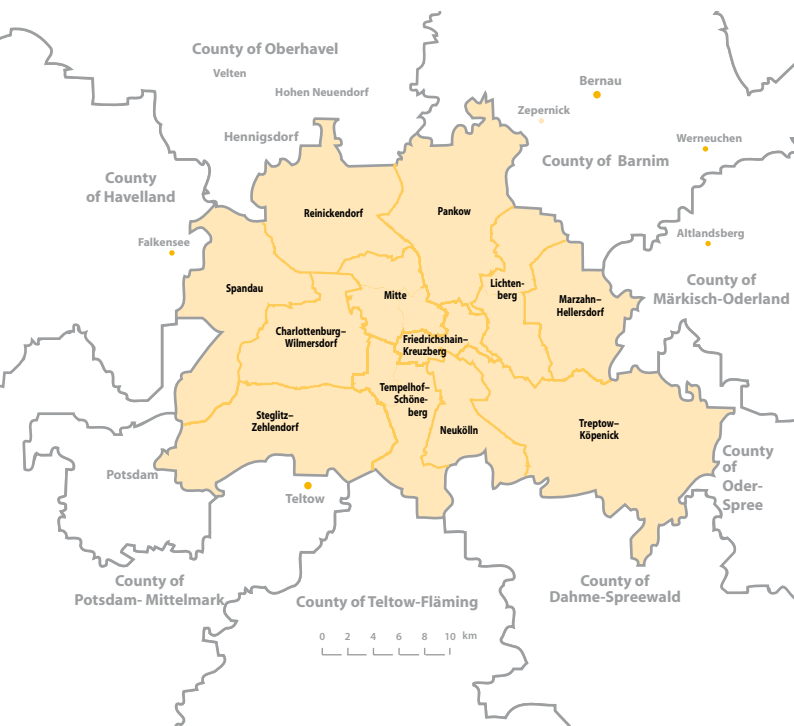 County of Oberhavel
Velten
Hohen Neuendorf
Bernau
Zepernick
Hennigsdorf
Werneuchen
County of Barnim
County
of Havelland
Reinickendorf
Pankow
Falkensee
Altlandsberg
Spandau
Mitte
Lichten-
berg
Marzahn–
Hellersdorf
County of
Märkisch-Oderland
Charlottenburg–
Wilmersdorf
Friedrichshain–
Kreuzberg
Tempelhof–
Schöne-
berg
Steglitz–
Zehlendorf
Neukölln
Treptow–
Köpenick
County
of
Oder-
Spree
Potsdam
Teltow
County of
Potsdam- Mittelmark
County of Teltow-Fläming
County of
Dahme-Spreewald
0 2 4 6 8 10 km